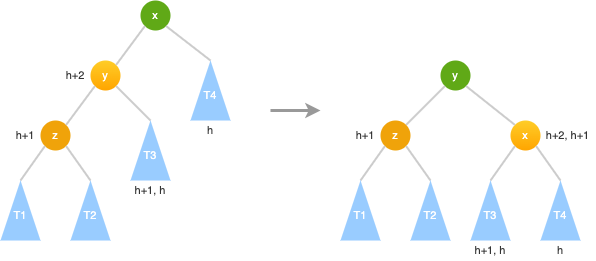 x
h+2
y
T4
h
h+1
z
T3
h+1, h
T1
T2
y
h+1
z
x
h+2, h+1
T1
T2
T3
T4
h+1, h
h